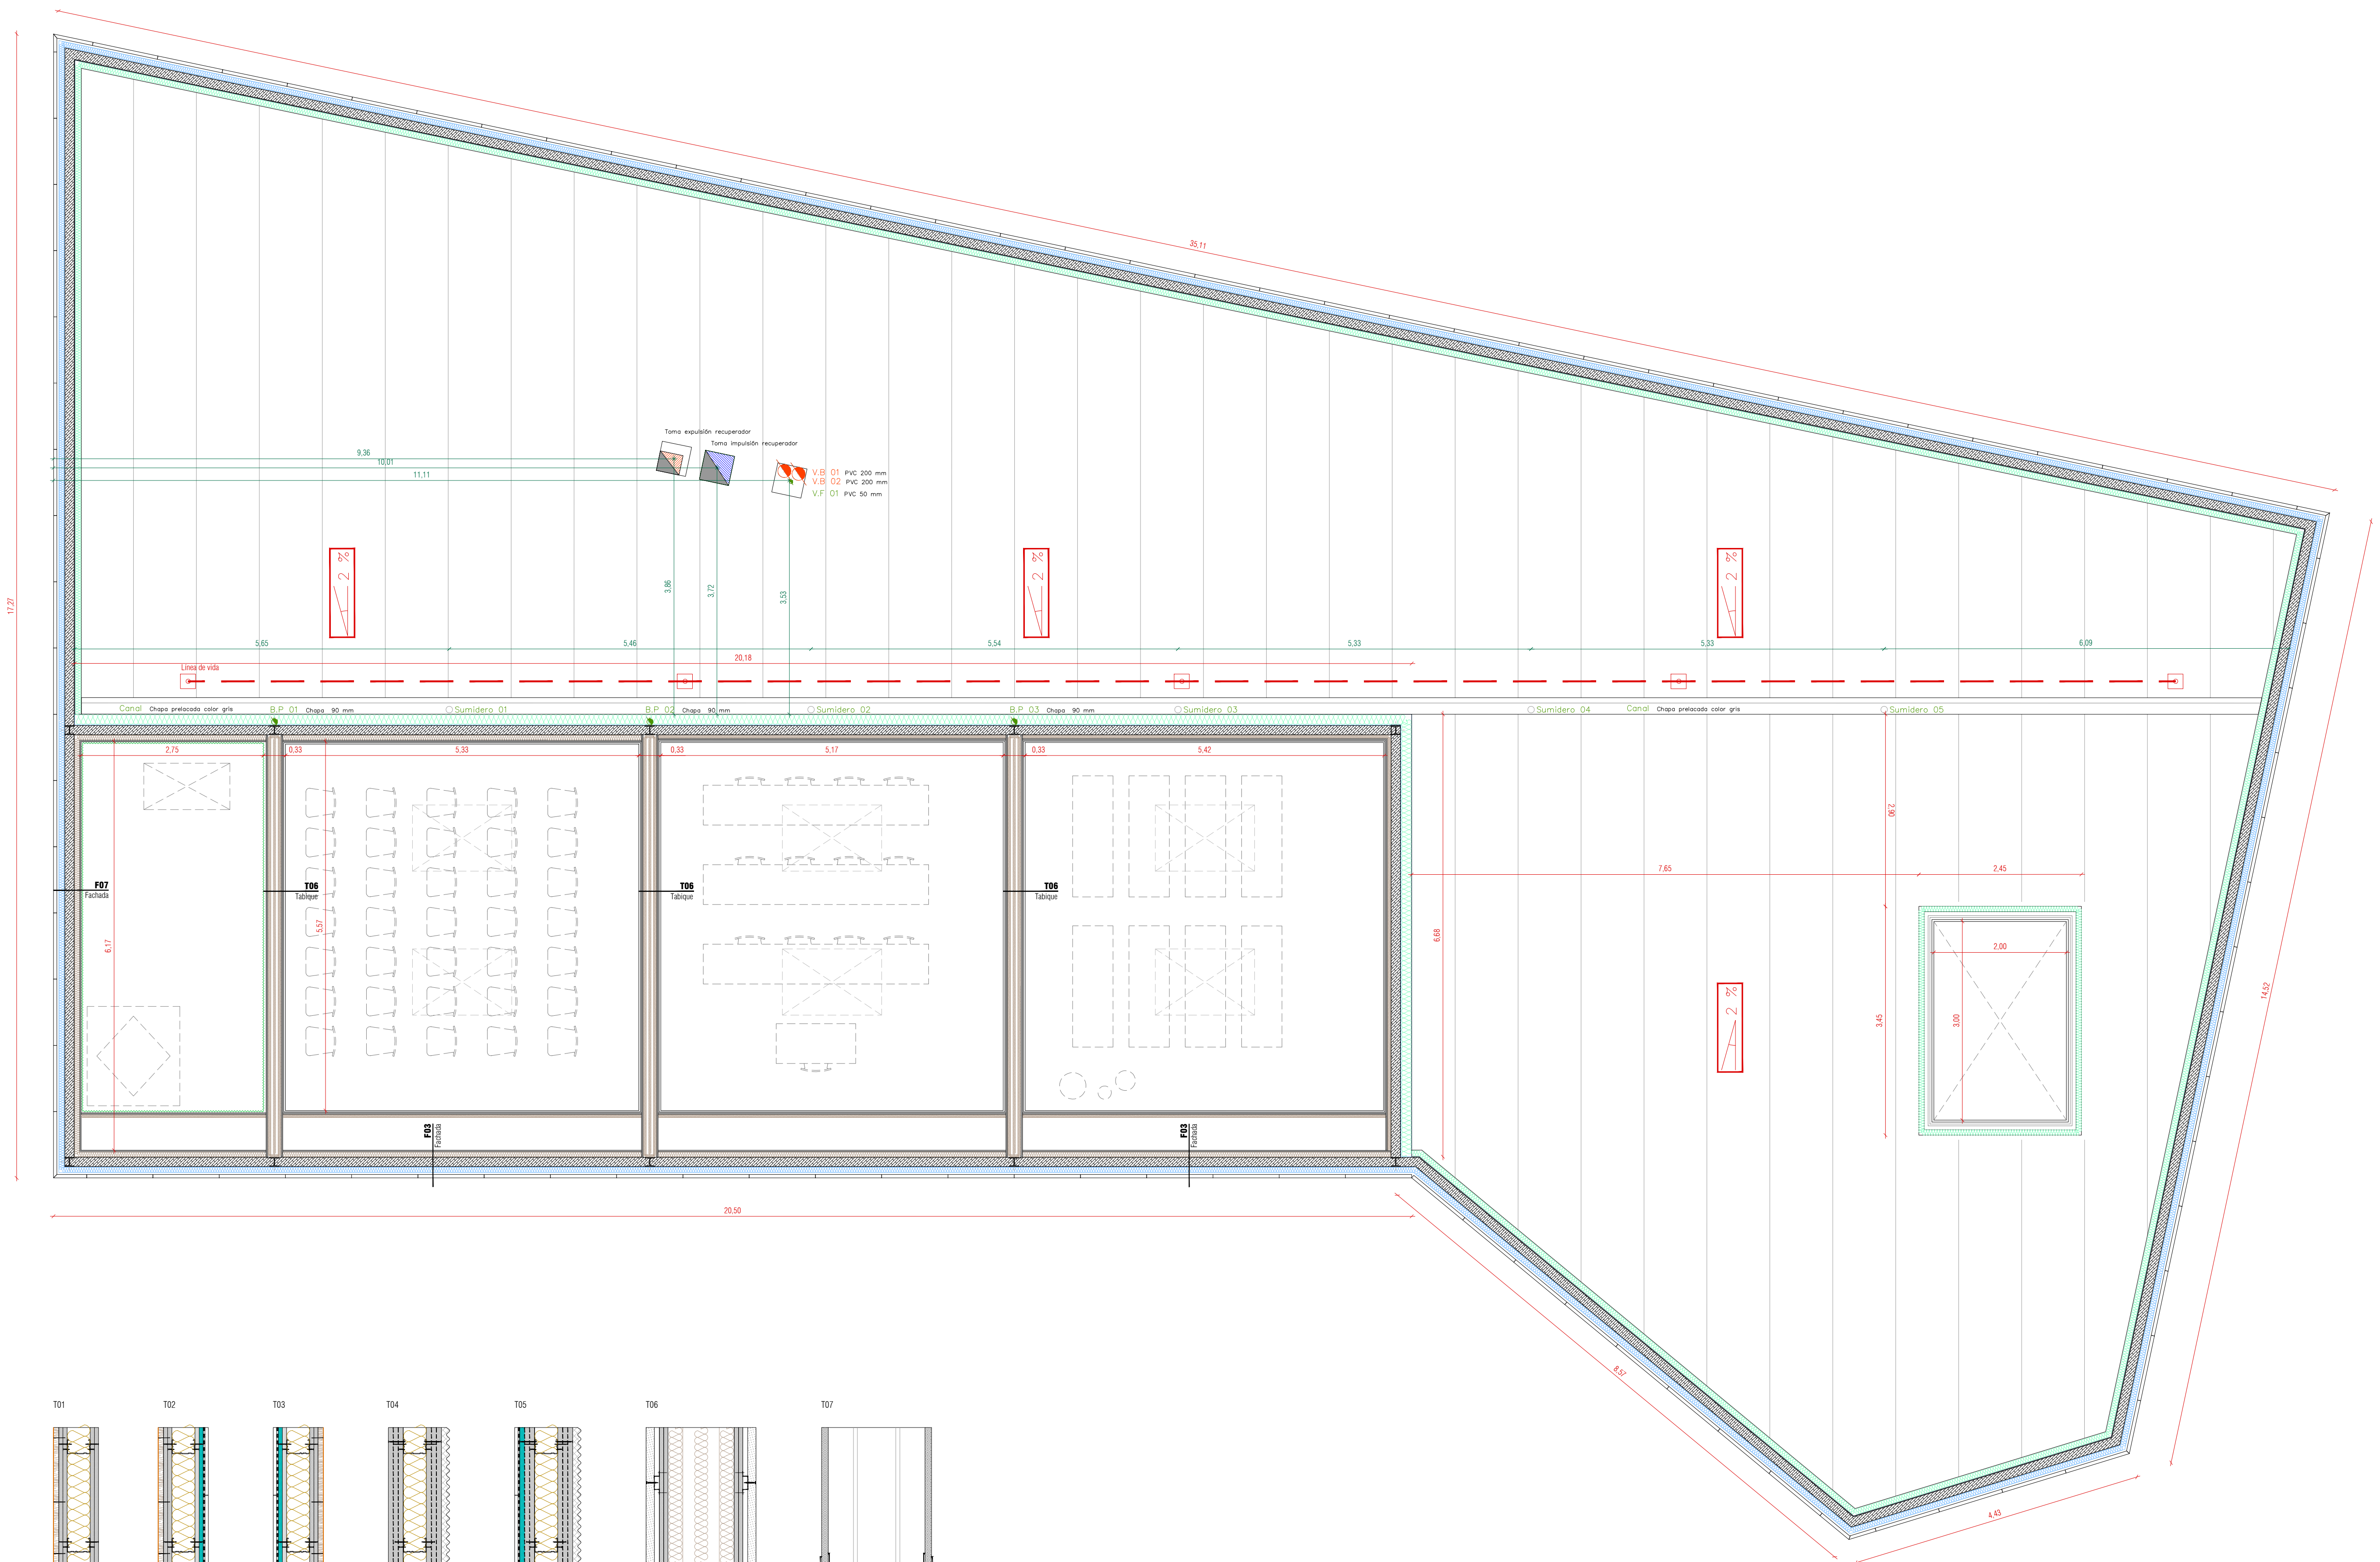 35,11
17,27
Toma expulsión recuperador
Toma impulsión recuperador
9.36
10,01
11,11
V.B 01 PVC 200 mm
V.B 02 PVC 200 mm
V.F 01 PVC 50 mm
2 %
2 %
2 %
3,86
3,72
3,53
5,65
5,46
5,54
5,33
5,33
6,09
20,18
Línea de vida
Canal Chapa prelacada color gris
B.P 01 Chapa 90 mm
Sumidero 01
B.P 02 Chapa 90 mm
Sumidero 02
B.P 03 Chapa 90 mm
Sumidero 03
Sumidero 04
Canal Chapa prelacada color gris
Sumidero 05
2,75
0,33
5,33
0,33
5,17
0,33
5,42
2,96
7,65
2,45
F07
Fachada
T06
Tabique
T06
Tabique
T06
Tabique
6,17
5,57
6,68
2,00
3,45
3,00
2 %
14,52
F03
Fachada
F03
Fachada
20,50
8,57
4,43
T01
T02
T03
T04
T05
T06
T07